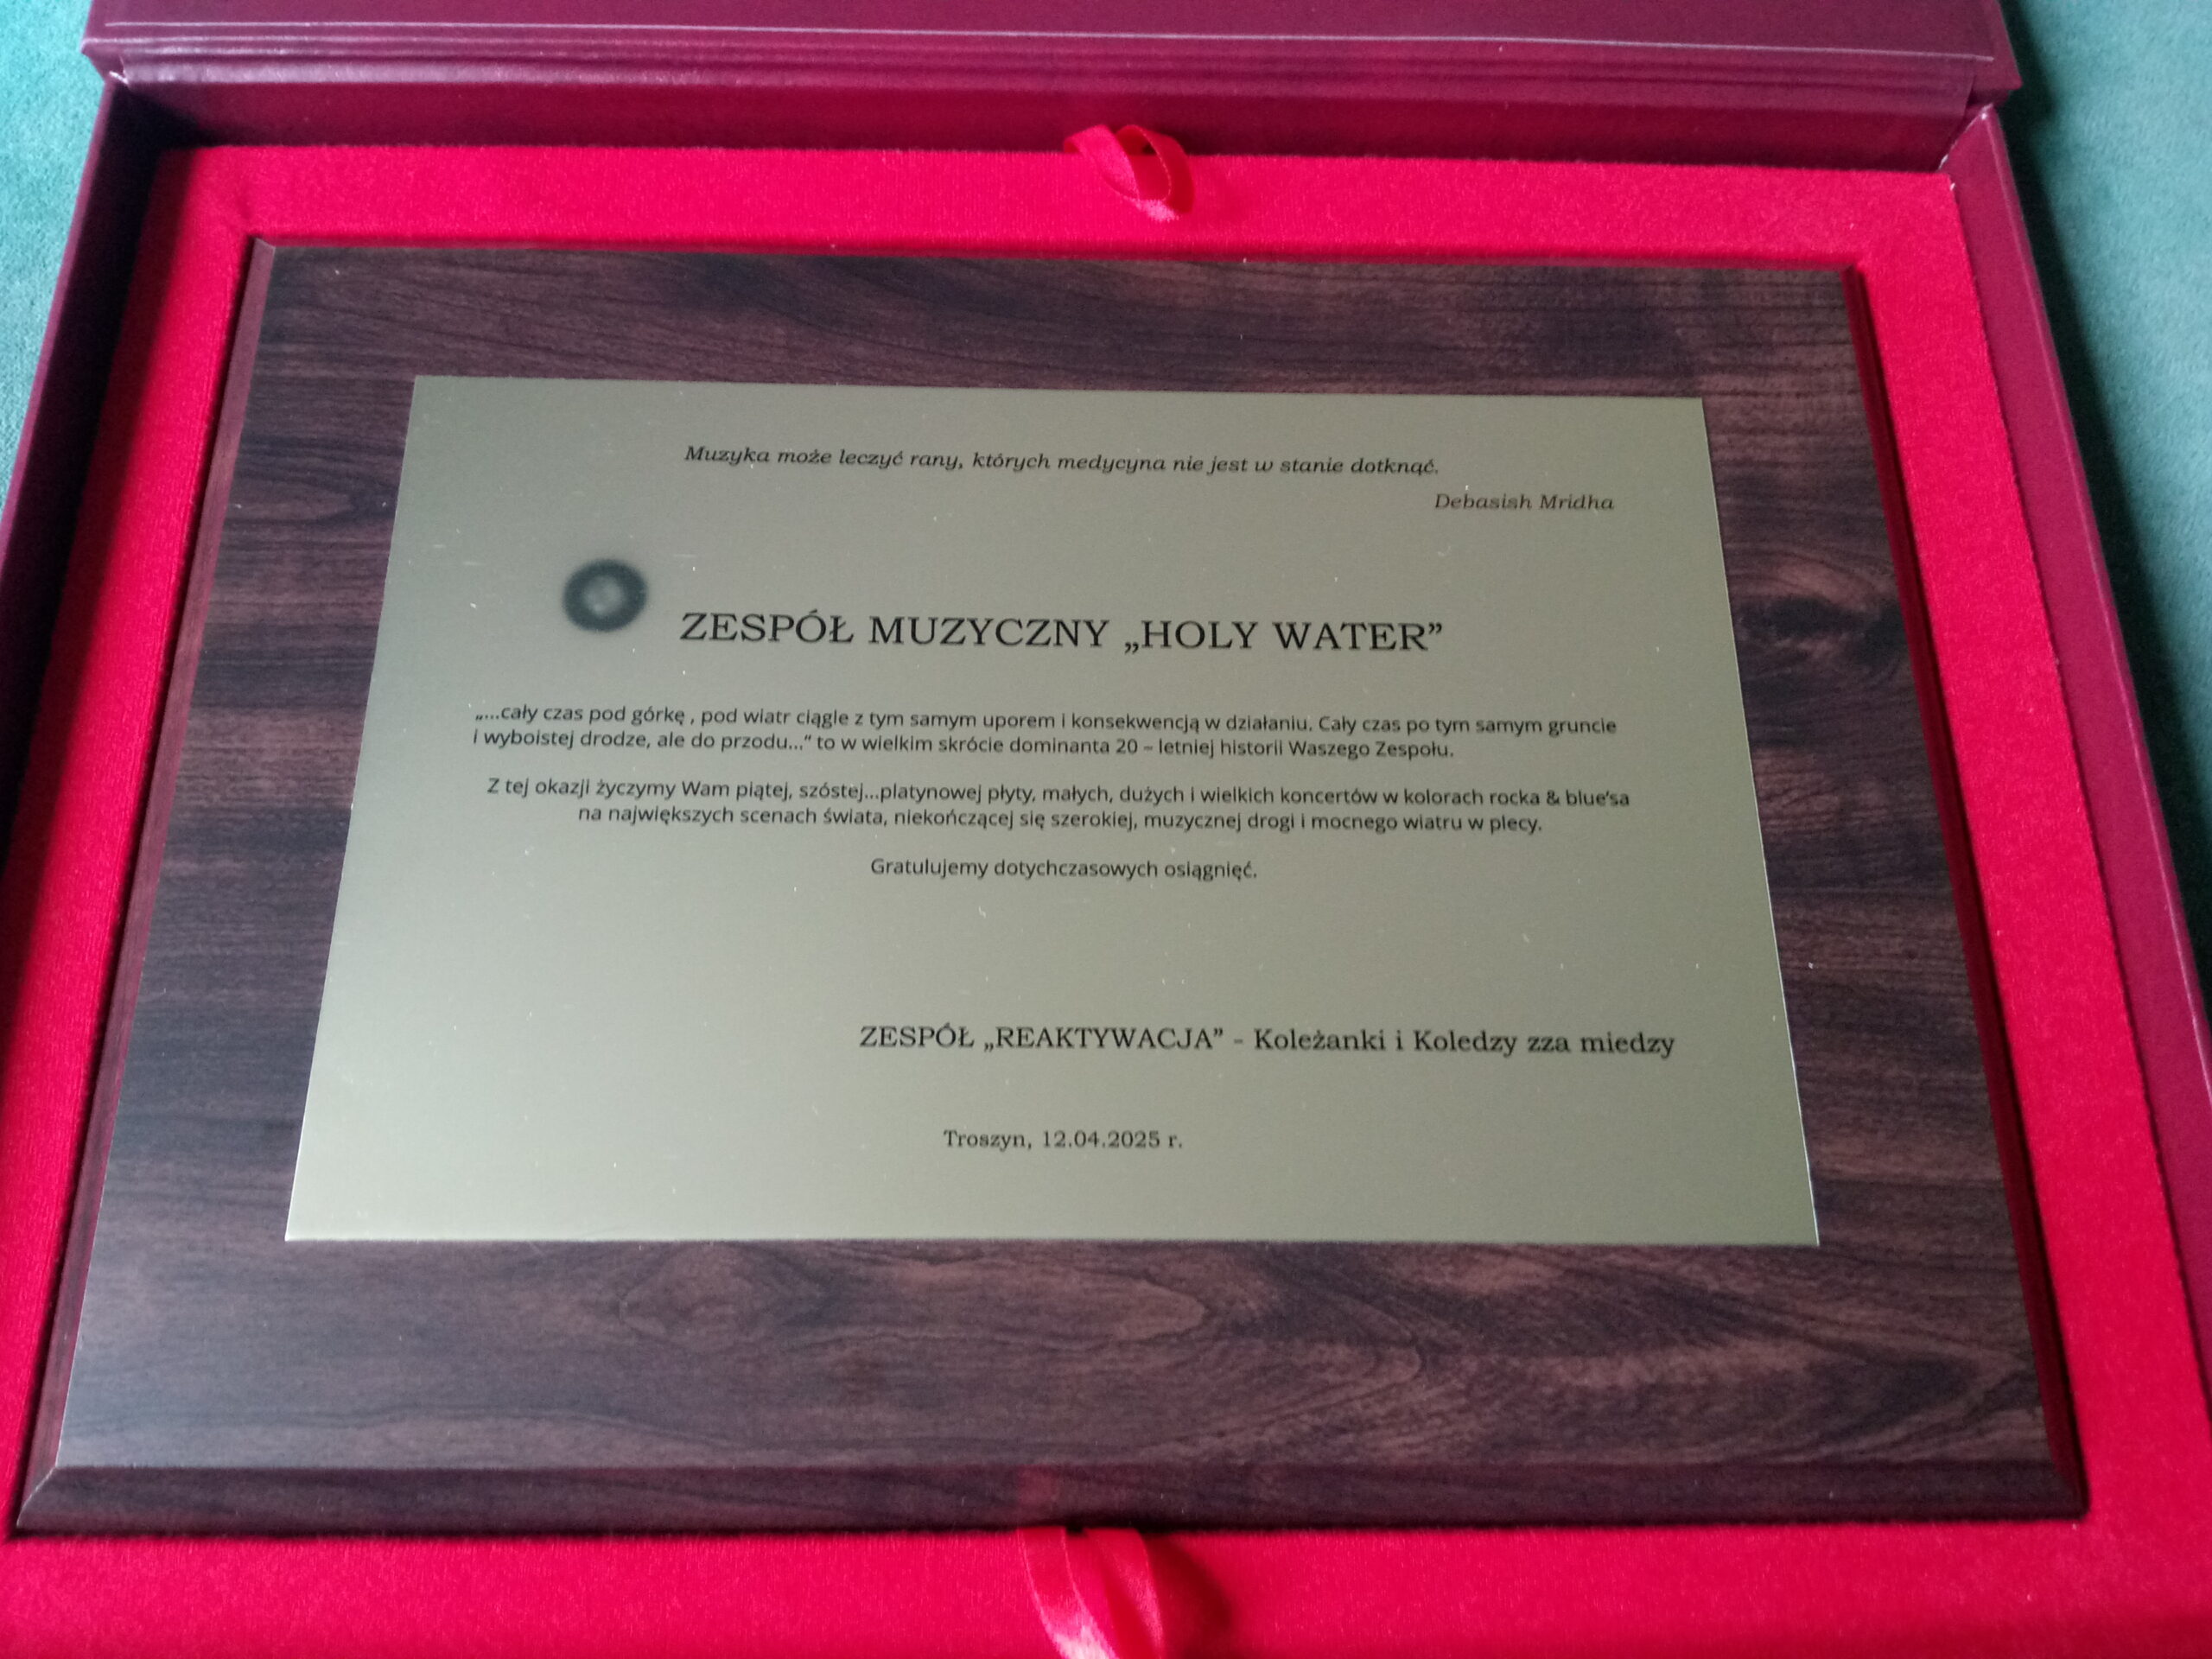 Muzyka może leczyć rany, których medycyna nie jest w stanie dotknąć.
Debasish Mridha
ZESPÓŁ MUZYCZNY „HOLY WATER”
„...cały czas pod górkę , pod wiatr ciągle z tym samym uporem i konsekwencją w działaniu. Cały czas po tym samym gruncie
i wyboistej drodze, ale do przodu...” to w wielkim skrócie dominanta 20 – letniej historii Waszego Zespołu.
Z tej okazji życzymy Wam piątej, szóstej...platynowej płyty, małych, dużych i wielkich koncertów w kolorach rocka & blue'sa
na największych scenach świata, niekończącej się szerokiej, muzycznej drogi i mocnego wiatru w plecy.
Gratulujemy dotychczasowych osiągnięć.
ZESPÓŁ „REAKTYWACJA” - Koleżanki i Koledzy zza miedzy
Troszyn, 12.04.2025 r.